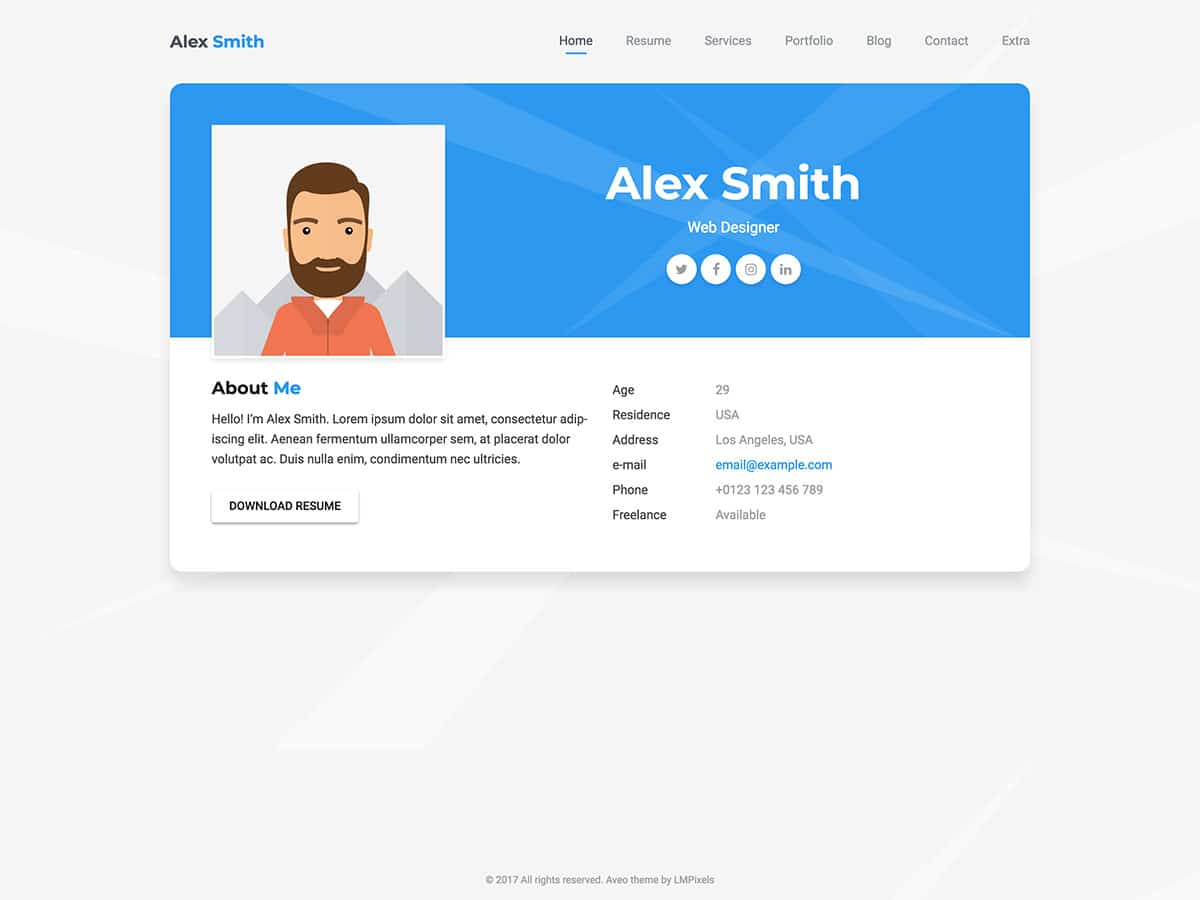 Alex Smith
Home Resume Services Portfolio Blog Contact Extra
Alex Smith
Web Designer
in
About Me
Hello! I'm Alex Smith. Lorem ipsum dolor sit amet, consectetur adip-
iscing elit. Aenean fermentum ullamcorper sem, at placerat dolor
volutpat ac. Duis nulla enim, condimentum nec ultricies.
DOWNLOAD RESUME
Age 29
Residence USA
Address Los Angeles, USA
e-mail email@example.com
Phone +0123 123 456 789
Freelance Available
© 2017 All rights reserved. Aveo theme by LMPixels